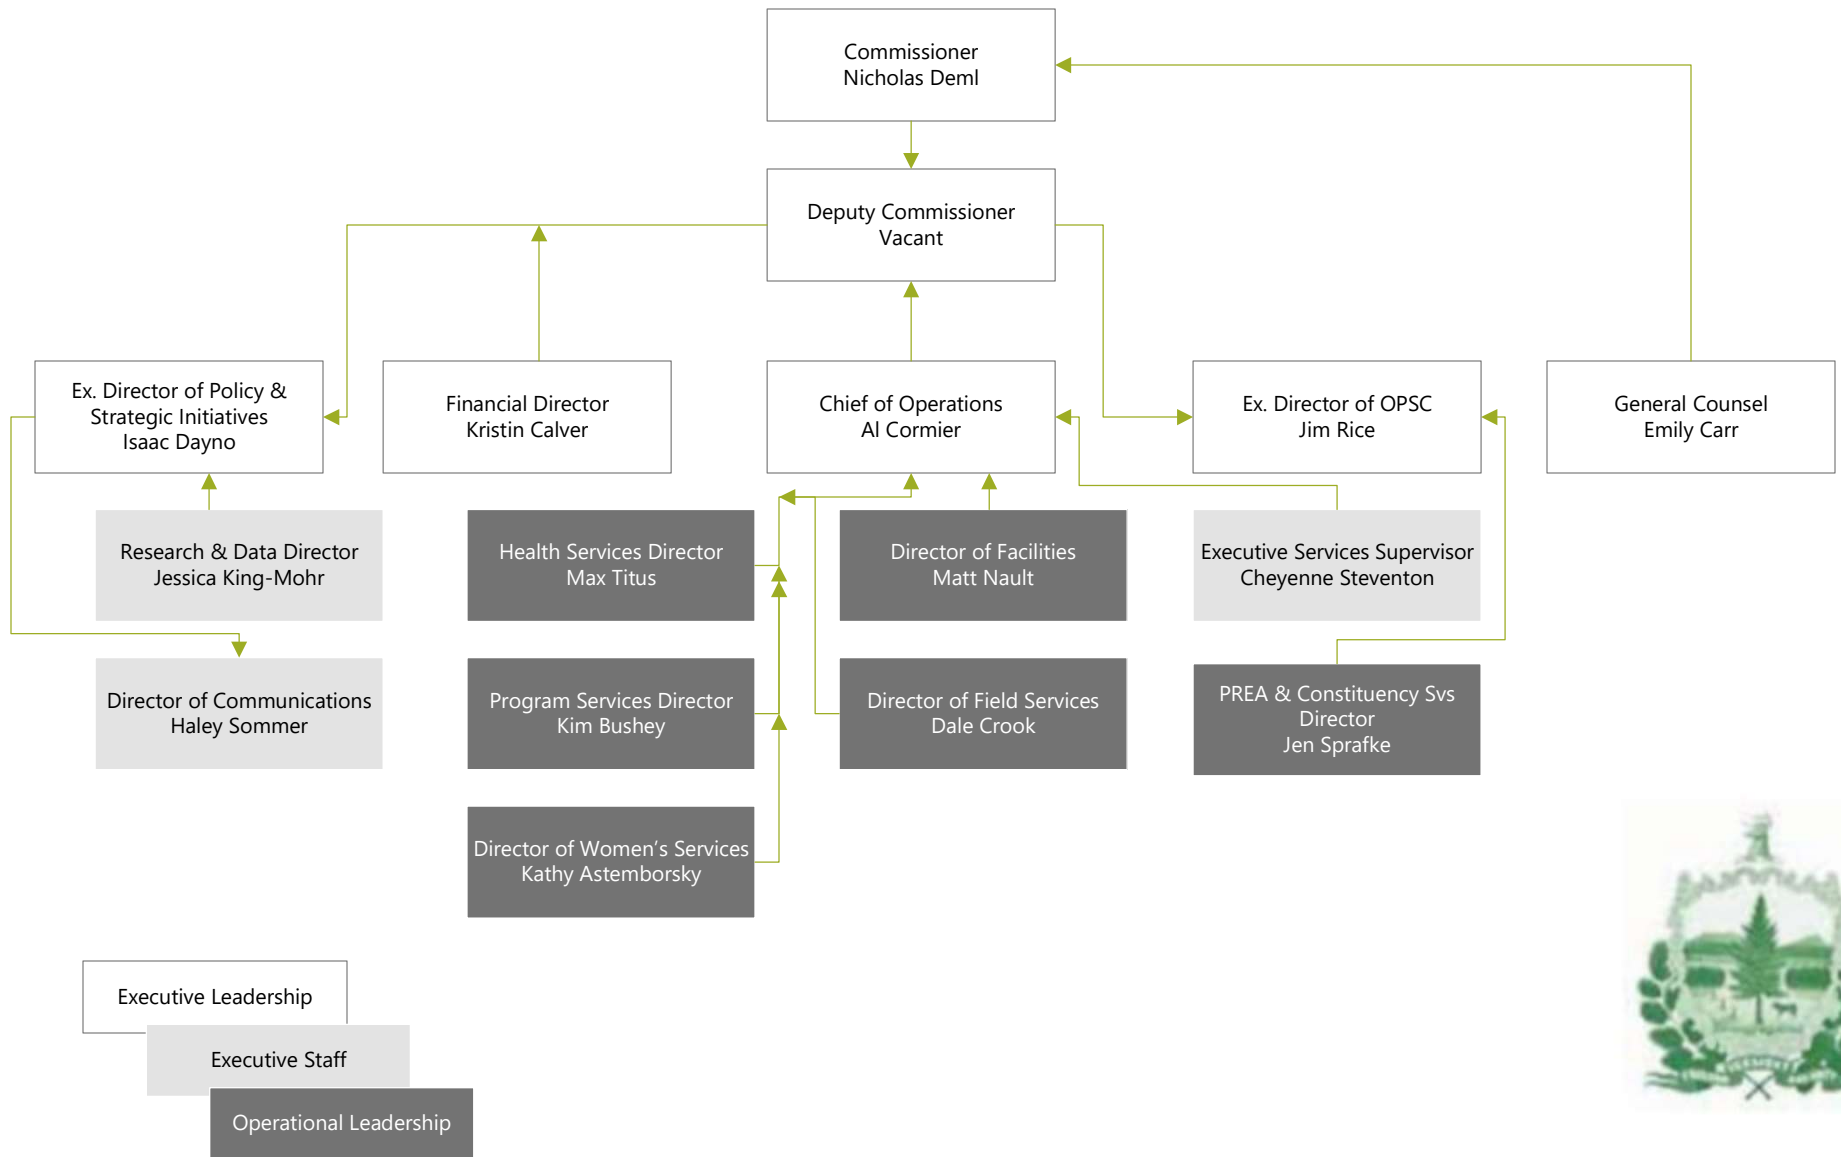 Commissioner
Nicholas Deml
Deputy Commissioner
Vacant
Ex. Director of Policy &
Strategic Initiatives
Isaac Dayno
Financial Director
Kristin Calver
Chief of Operations
Al Cormier
Ex. Director of OPSC
Jim Rice
General Counsel
Emily Carr
Research & Data Director
Jessica King-Mohr
Health Services Director
Max Titus
Director of Facilities
Matt Nault
Executive Services Supervisor
Cheyenne Steventon
Director of Communications
Haley Sommer
Program Services Director
Kim Bushey
Director of Field Services
Dale Crook
PREA & Constituency Svs
Director
Jen Sprafke
Director of Women’s Services
Kathy Astemborsky
Executive Leadership
Executive Staff
Operational Leadership